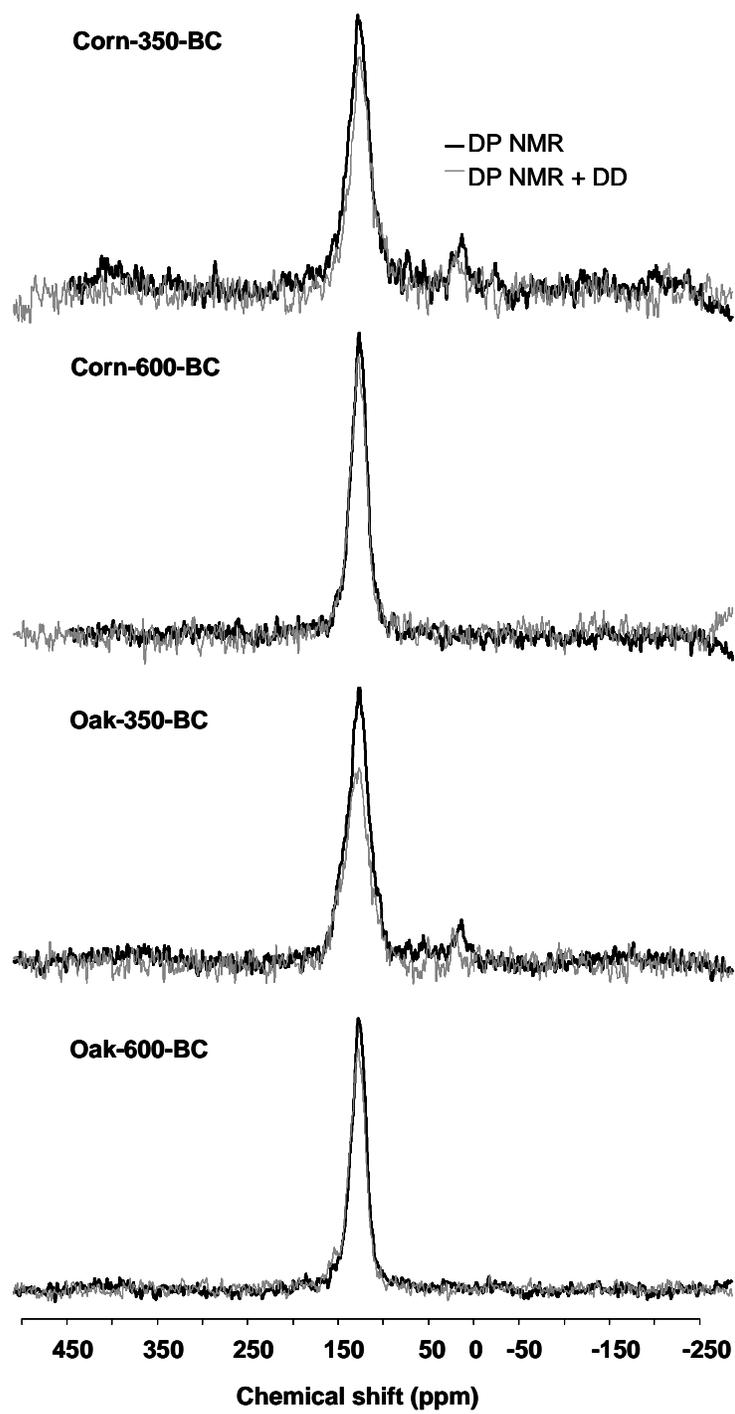 Corn-350-BC
DP NMR
DP NMR + DD
Corn-600-BC
Oak-350-BC
Oak-600-BC
450 350 250 150 50 0 -50 -150 -250
Chemical shift (ppm)